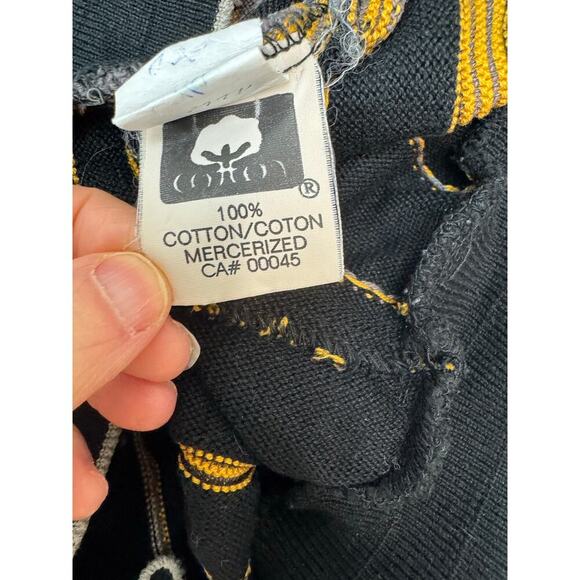 COTTON
®
100%
COTTON/COTON
MERCERIZED
CA# 00045